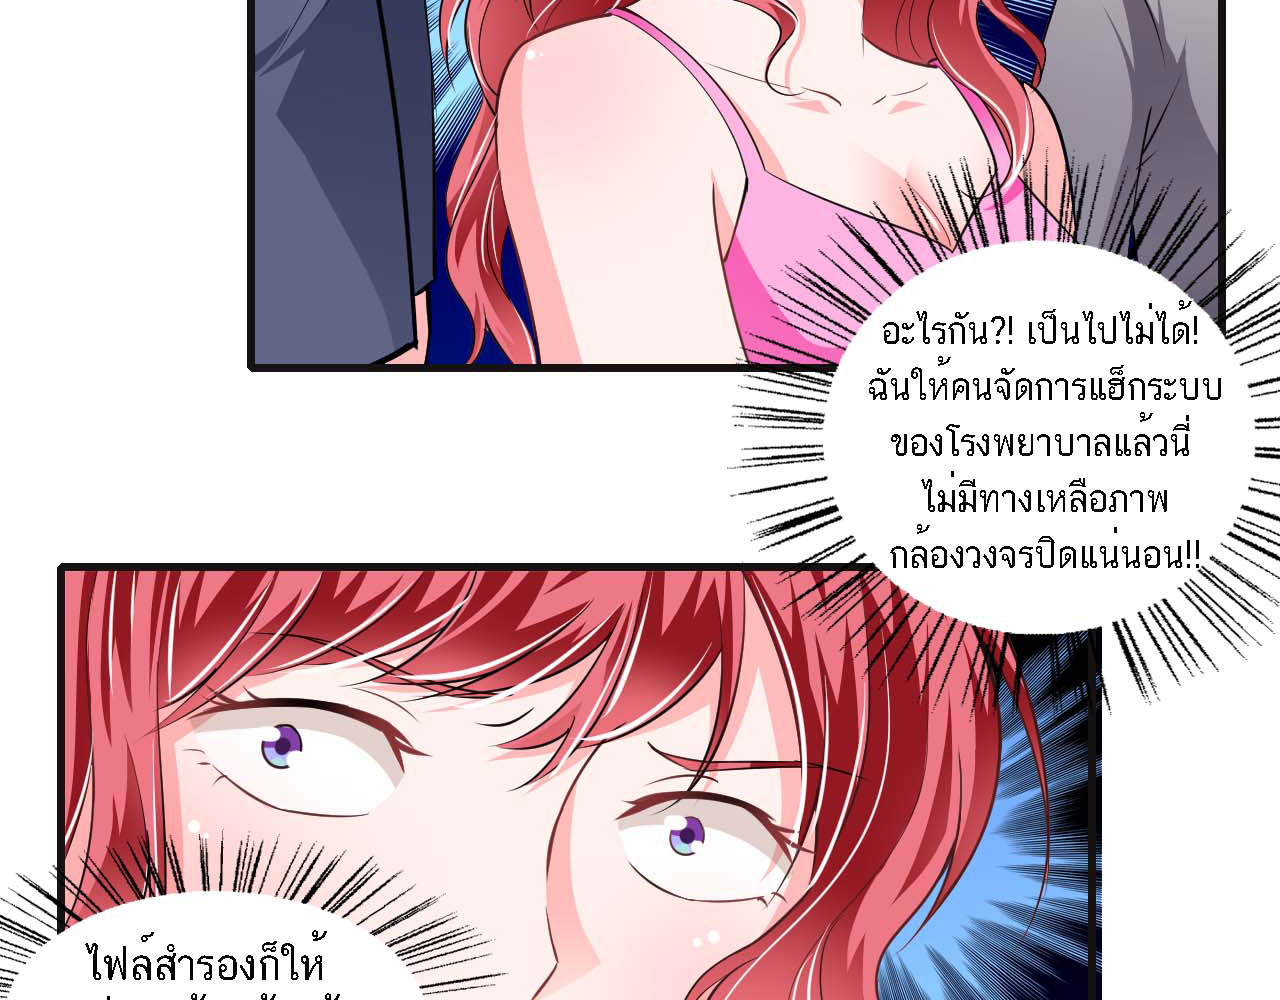 อะไรกัน?! เป็นไปไม่ได้!
ฉันให้คนจัดการแฮ็กระบบ
ของโรงพยาบาลแล้วนี่
ไม่มีทางเหลือภาพ
กล้องวงจรปิดแน่นอน!!
ไฟล์สำรองก็ให้